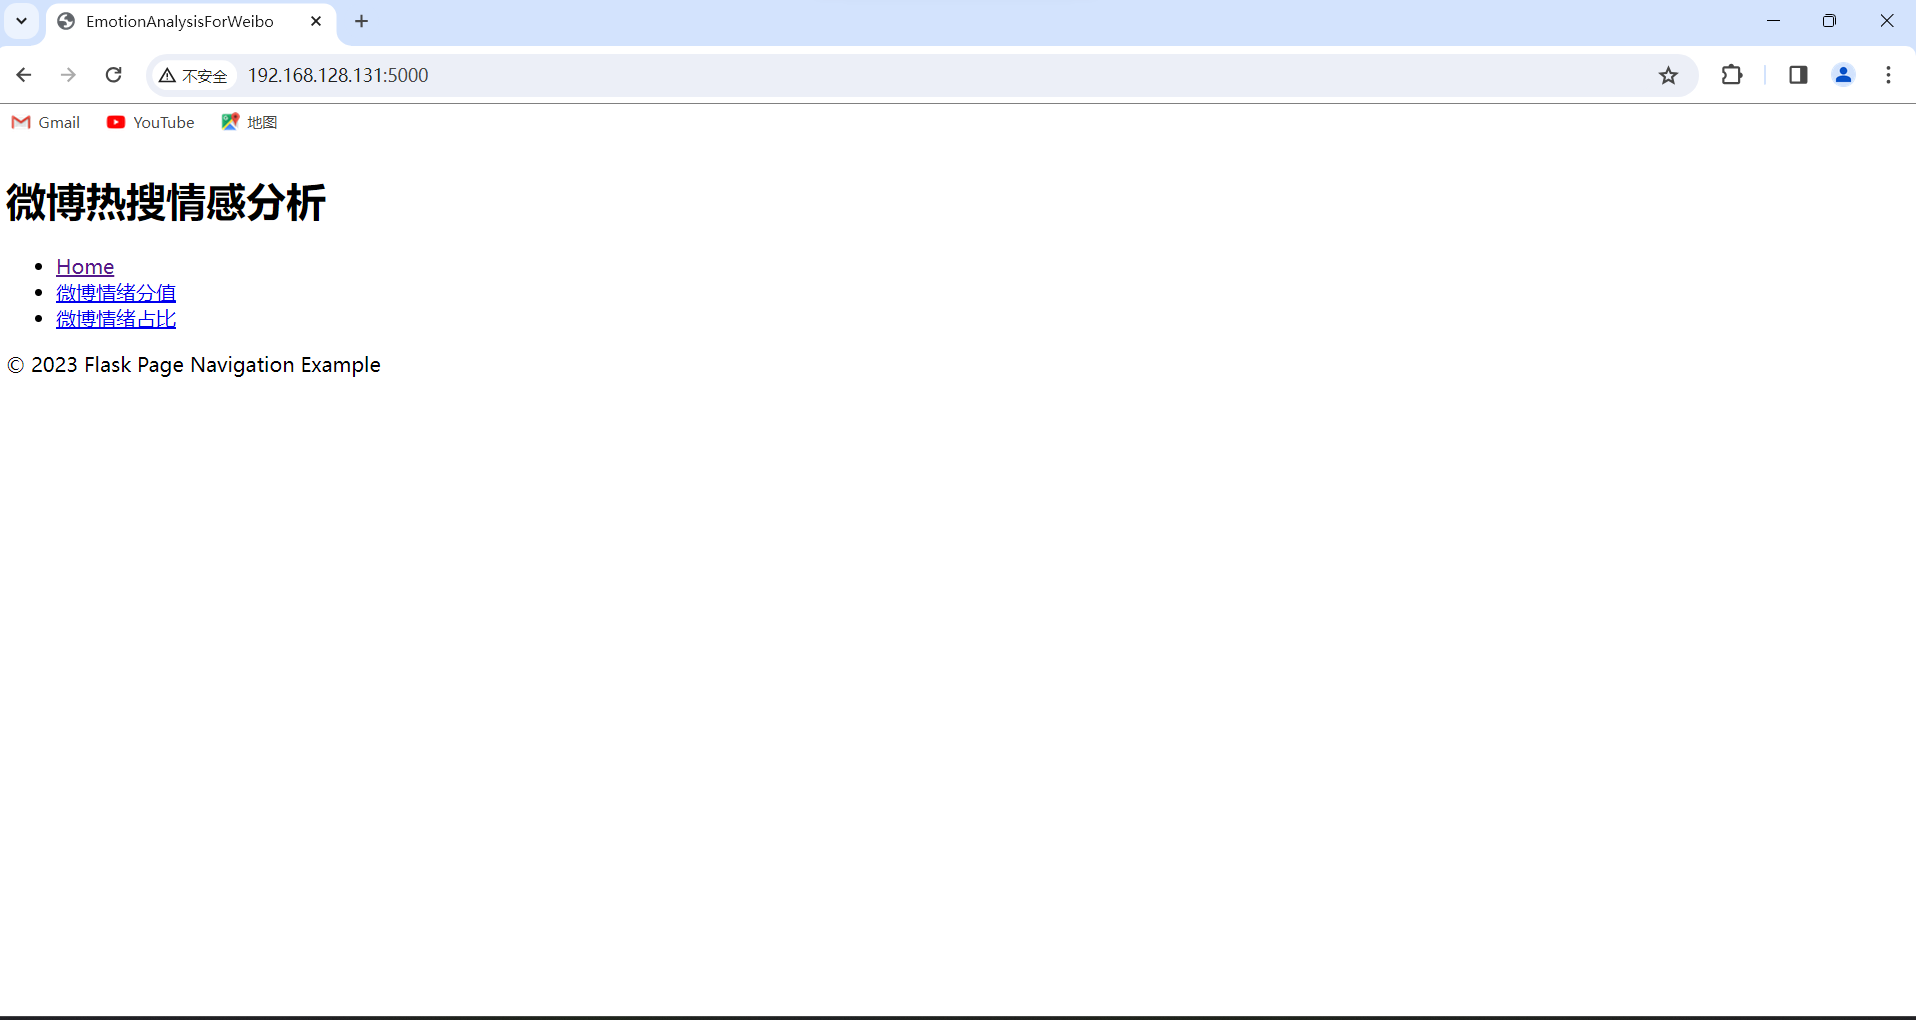 EmotionAnalysisForWeibo
不安全 192.168.128.131:5000
Gmail YouTube 地图
微博热搜情感分析
Home
微博情绪分值
微博情绪占比
© 2023 Flask Page Navigation Example